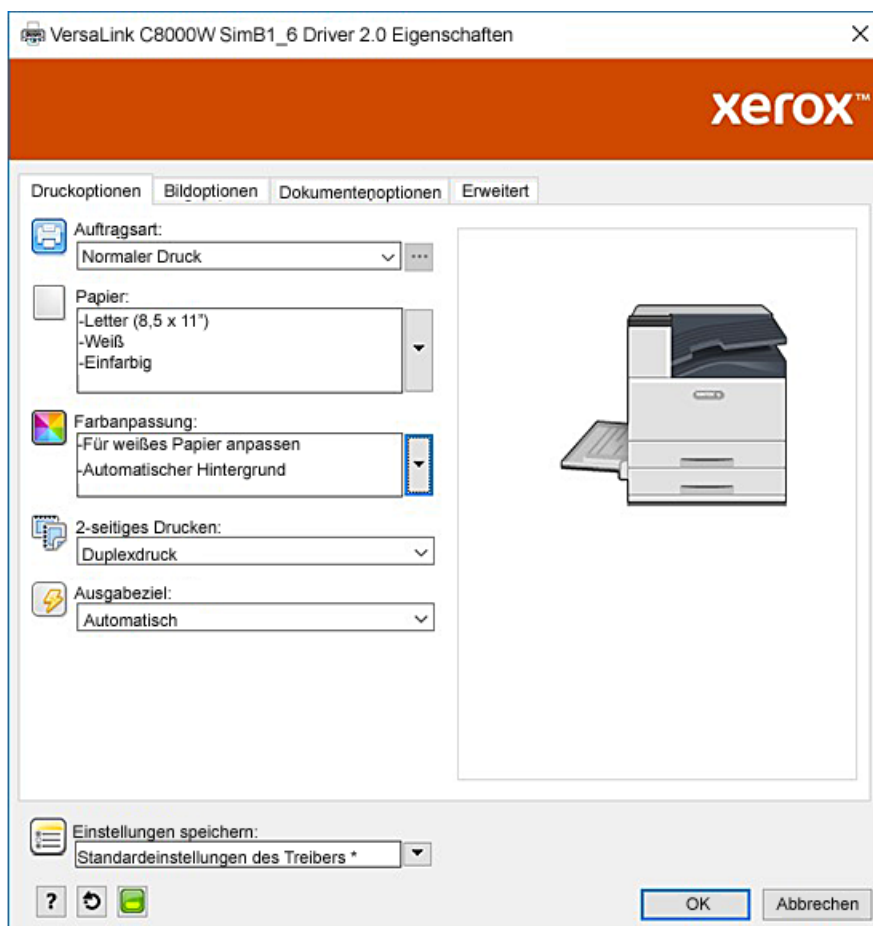 VersaLink C8000W SimB1_6 Driver 2.0 Eigenschaften
xerox™
Druckoptionen Bildoptionen Dokumentenoptionen Erweitert
Auftragsart:
Normaler Druck
Papier:
-Letter (8,5 x 11")
-Weiß
-Einfarbig
Farbanpassung:
-Für weißes Papier anpassen
-Automatischer Hintergrund
2-seitiges Drucken:
Duplexdruck
Ausgabeziel:
Automatisch
Einstellungen speichern:
Standardeinstellungen des Treibers *
?
OK Abbrechen